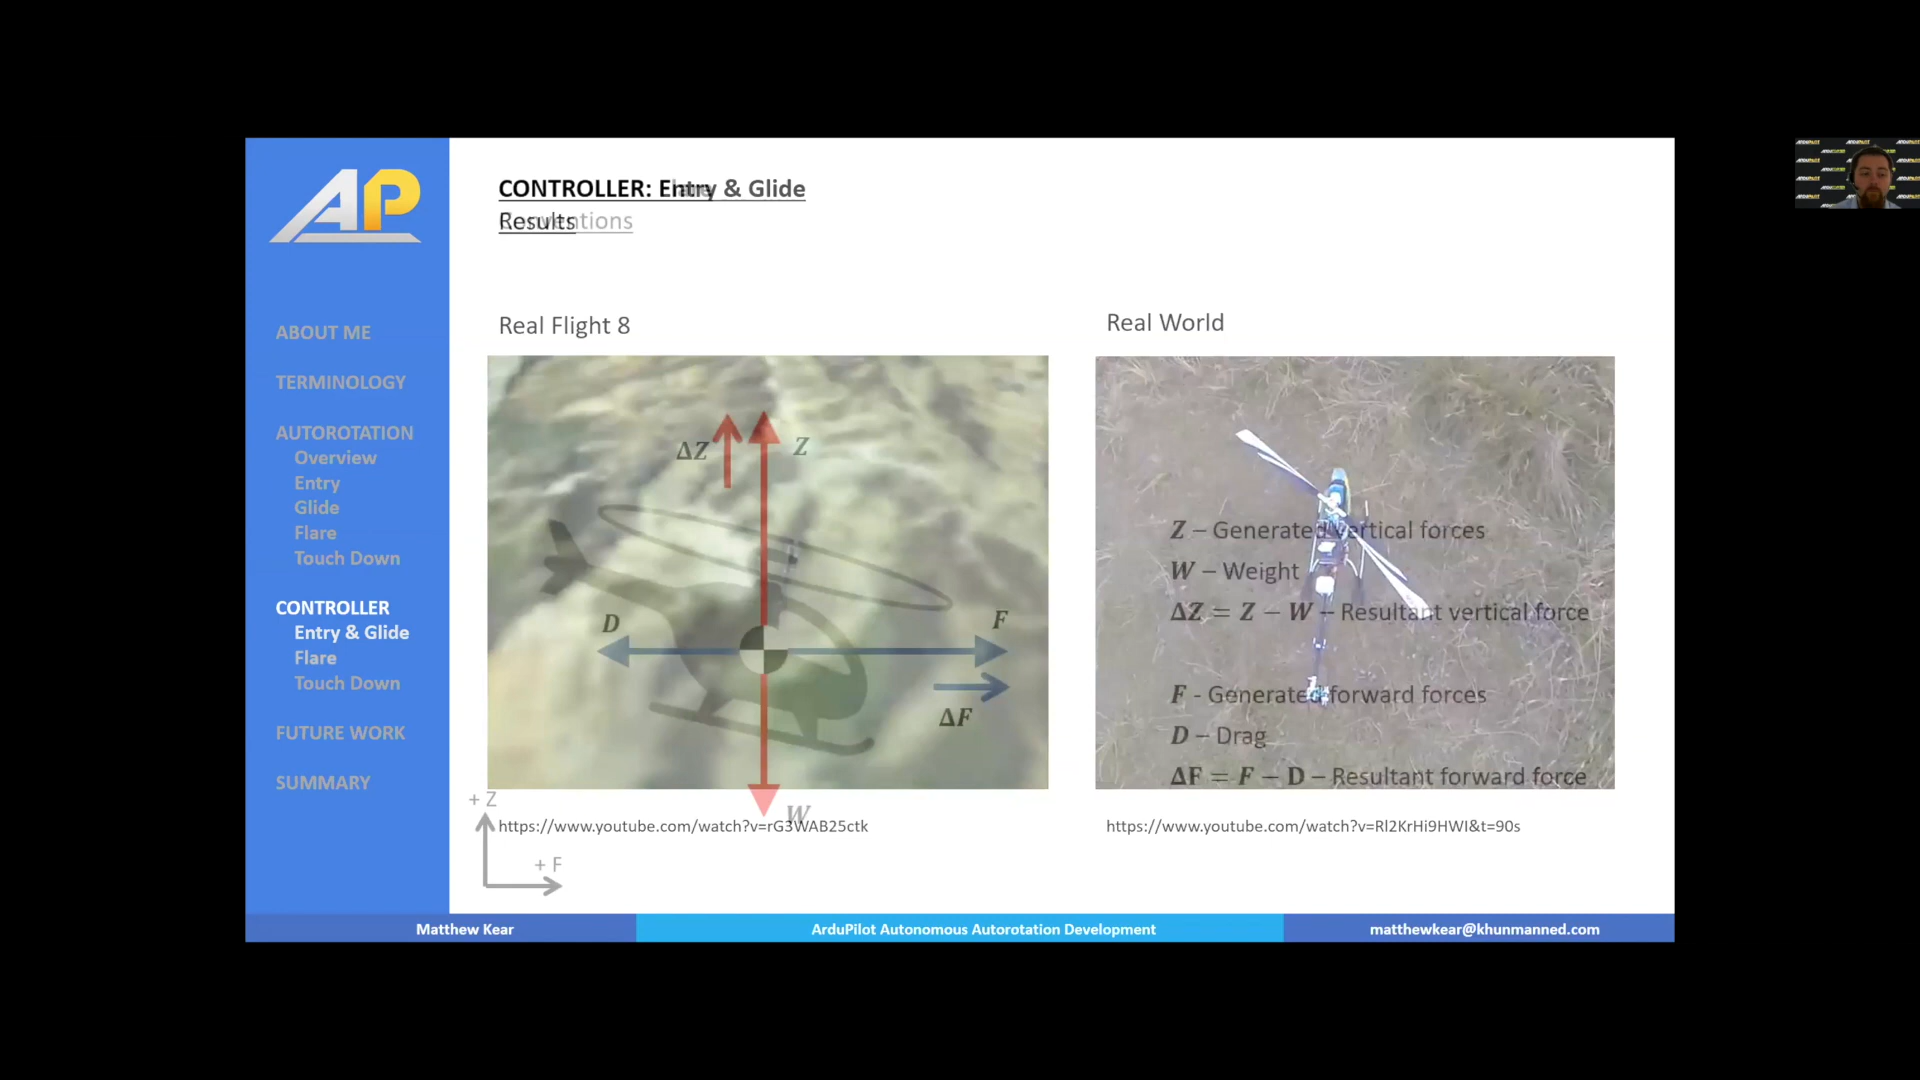 AP
ABOUT ME
TERMINOLOGY
AUTOROTATION
Overview
Entry
Glide
Flare
Touch Down
CONTROLLER
Entry & Glide
Flare
Touch Down
FUTURE WORK
SUMMARY
CONTROLLER: Entry & Glide
Results
Conventions
Real Flight 8
Real World
ΔZ
Z
D
F
ΔF
W
Z – Generated vertical forces
W – Weight
ΔZ = Z – W – Resultant vertical force
F - Generated forward forces
D – Drag
ΔF = F – D – Resultant forward force
+ Z
+ F
https://www.youtube.com/watch?v=rG3WAB25ctk
https://www.youtube.com/watch?v=Rl2KrHi9HWI&t=90s
Matthew Kear
ArduPilot Autonomous Autorotation Development
matthewkear@khunmanned.com